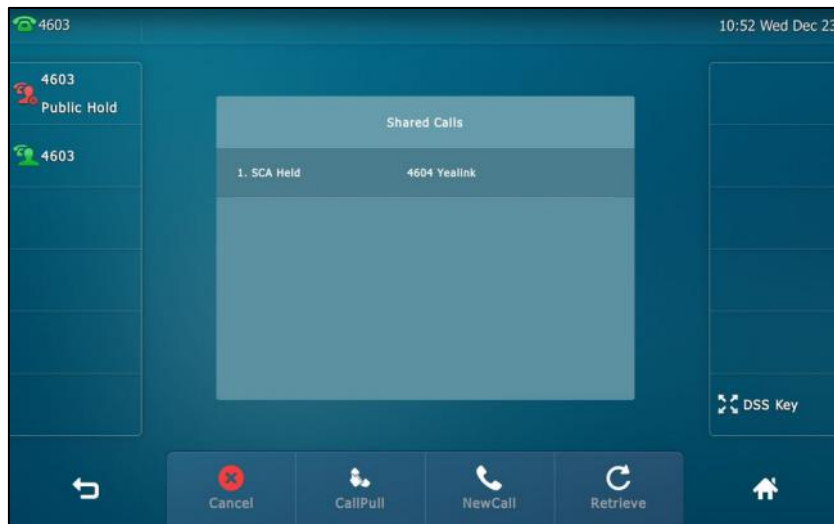 4603
10:52 Wed Dec 23
4603
Public Hold
4603
Shared Calls
1. SCA Held 4604 Yealink
DSS Key
Cancel CallPull NewCall Retrieve